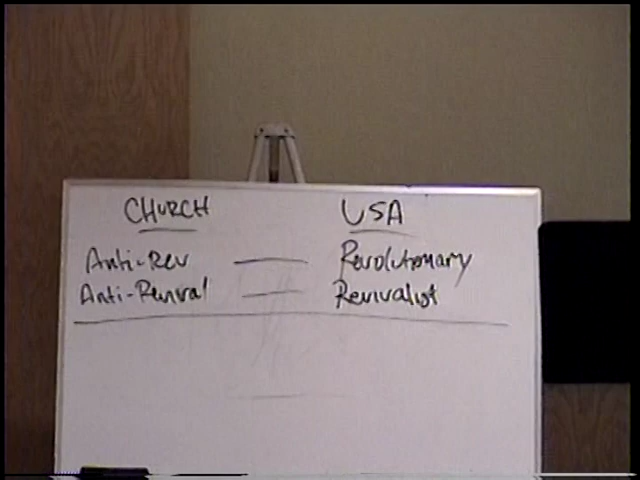 CHURCH USA
Anti-Rev — Revolutionary
Anti-Revival — Revivalist